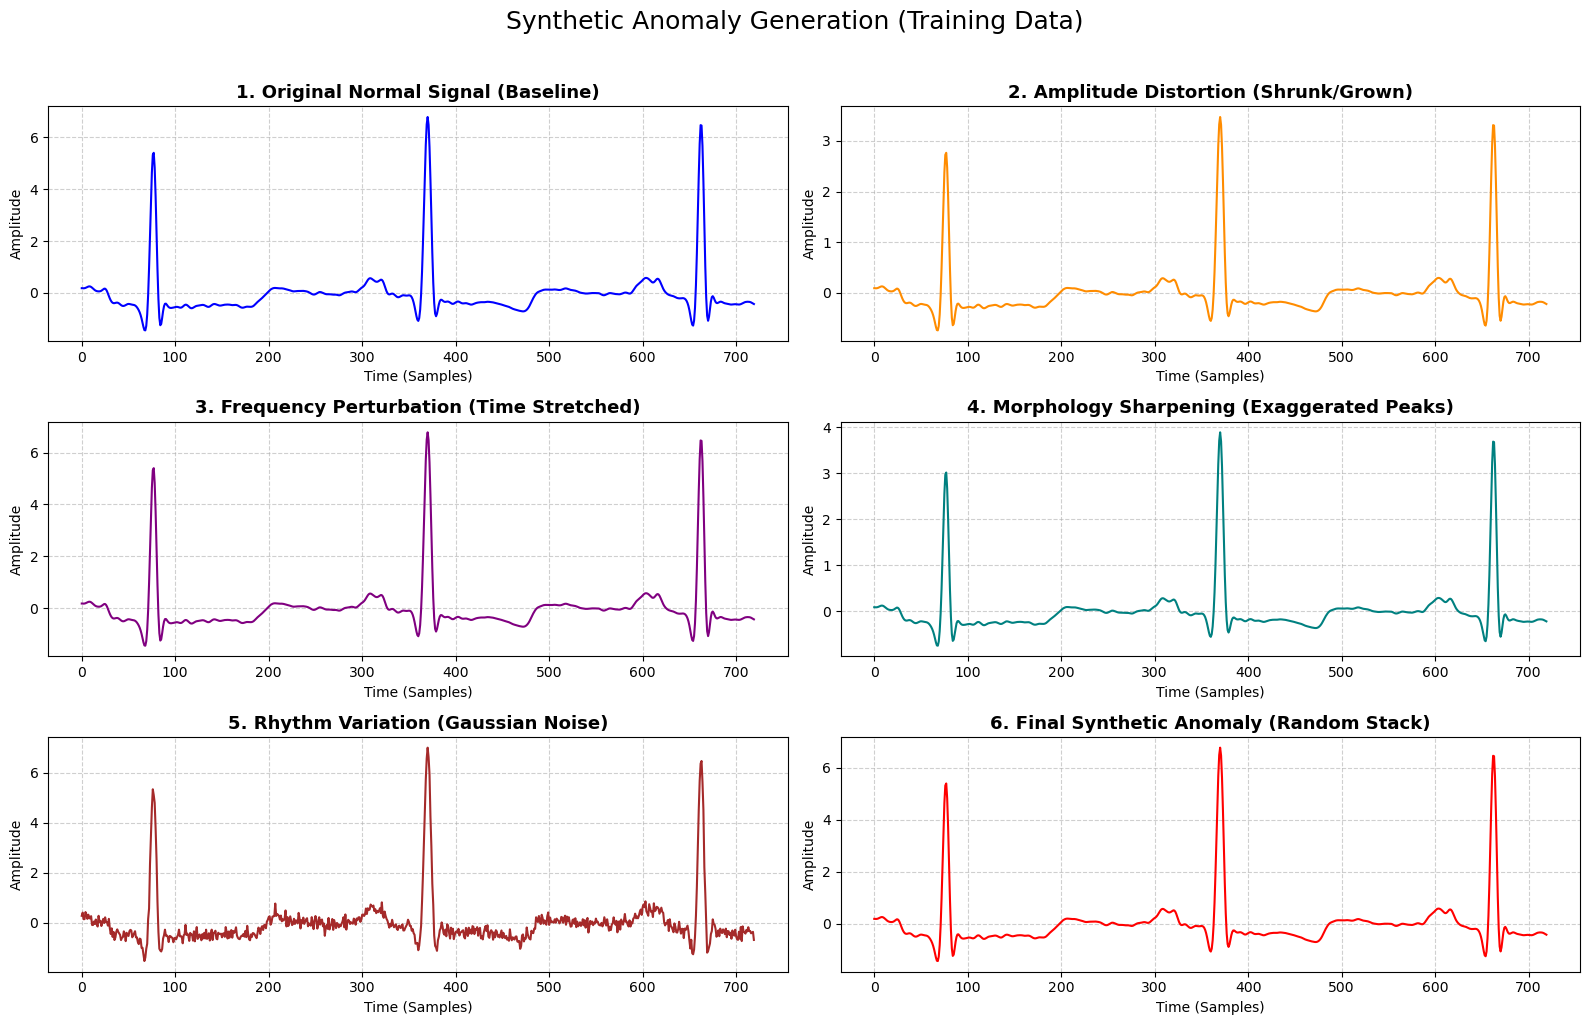 Synthetic Anomaly Generation (Training Data)
1. Original Normal Signal (Baseline)
Amplitude
6
4
2
0
0 100 200 300 400 500 600 700
Time (Samples)
2. Amplitude Distortion (Shrunk/Grown)
Amplitude
3
2
1
0
0 100 200 300 400 500 600 700
Time (Samples)
3. Frequency Perturbation (Time Stretched)
Amplitude
6
4
2
0
0 100 200 300 400 500 600 700
Time (Samples)
4. Morphology Sharpening (Exaggerated Peaks)
Amplitude
4
3
2
1
0
0 100 200 300 400 500 600 700
Time (Samples)
5. Rhythm Variation (Gaussian Noise)
Amplitude
6
4
2
0
0 100 200 300 400 500 600 700
Time (Samples)
6. Final Synthetic Anomaly (Random Stack)
Amplitude
6
4
2
0
0 100 200 300 400 500 600 700
Time (Samples)